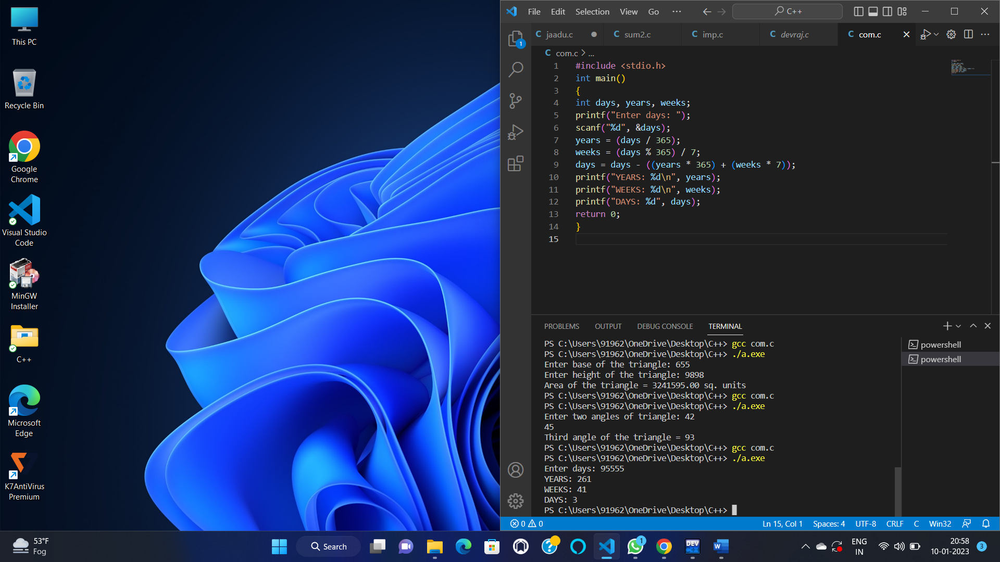 This PC
Recycle Bin
Google
Chrome
Visual Studio
Code
MinGW
Installer
C++
Microsoft
Edge
K7AntiVirus
Premium
File Edit Selection View Go ··· C++
C jaadu.c C sum2.c C imp.c C devraj.c C com.c
1
C com.c > ...
1 #include <stdio.h>
2 int main()
3 {
4 int days, years, weeks;
5 printf("Enter days: ");
6 scanf("%d", &days);
7 years = (days / 365);
8 weeks = (days % 365) / 7;
9 days = days - ((years * 365) + (weeks * 7));
10 printf("YEARS: %d\n", years);
11 printf("WEEKS: %d\n", weeks);
12 printf("DAYS: %d", days);
13 return 0;
14 }
15
PROBLEMS OUTPUT DEBUG CONSOLE TERMINAL
PS C:\Users\91962\OneDrive\Desktop\C++> gcc com.c
PS C:\Users\91962\OneDrive\Desktop\C++> ./a.exe
Enter base of the triangle: 655
Enter height of the triangle: 9898
Area of the triangle = 3241595.00 sq. units
PS C:\Users\91962\OneDrive\Desktop\C++> gcc com.c
PS C:\Users\91962\OneDrive\Desktop\C++> ./a.exe
Enter two angles of triangle: 42
45
Third angle of the triangle = 93
PS C:\Users\91962\OneDrive\Desktop\C++> gcc com.c
PS C:\Users\91962\OneDrive\Desktop\C++> ./a.exe
Enter days: 95555
YEARS: 261
WEEKS: 41
DAYS: 3
PS C:\Users\91962\OneDrive\Desktop\C++>
powershell
powershell
0 0 Ln 15, Col 1 Spaces: 4 UTF-8 CRLF C Win32
53°F
Fog
Search
DEV
W
1
ENG
IN
20:58
10-01-2023
3